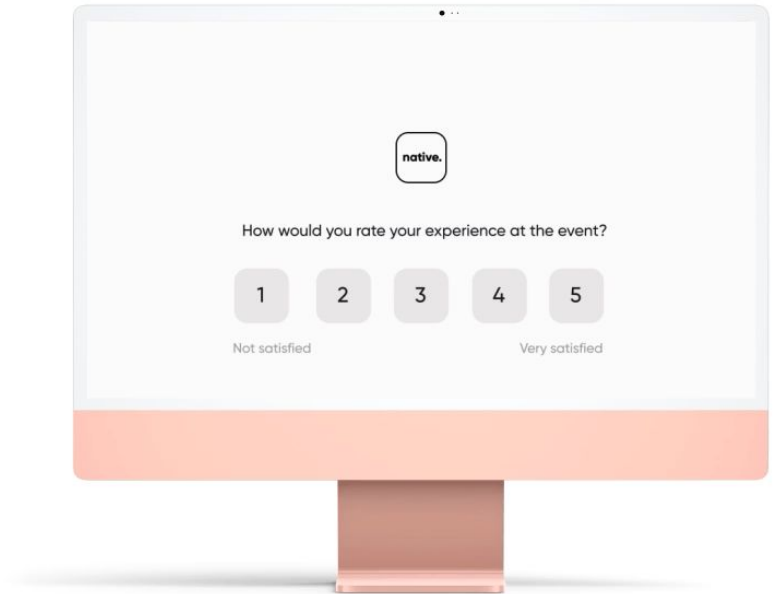 native.
How would you rate your experience at the event?
1 2 3 4 5
Not satisfied Very satisfied